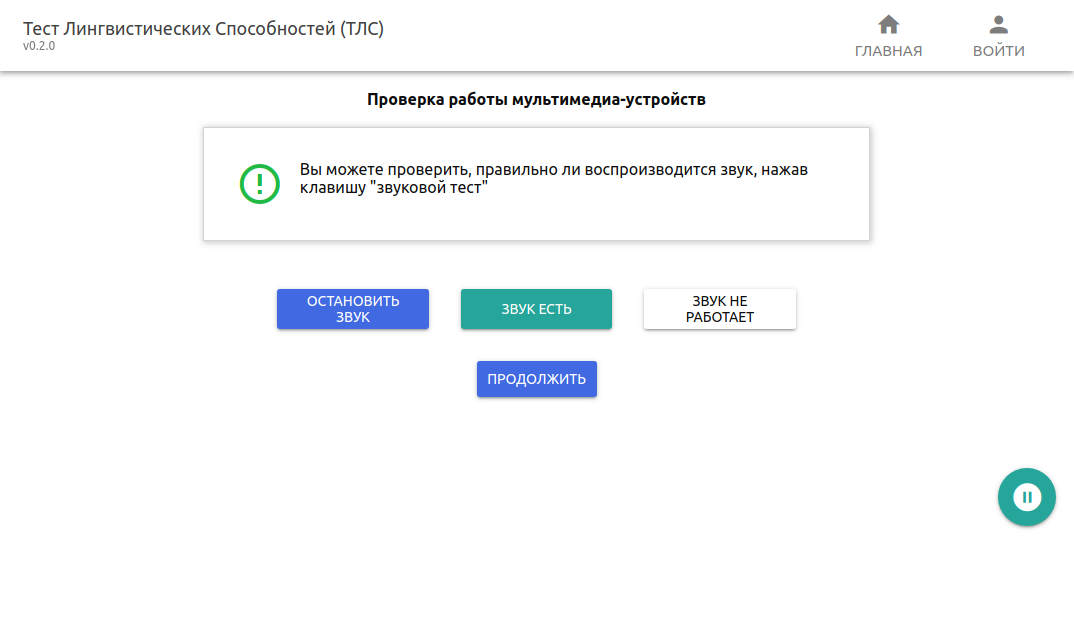 Тест Лингвистических Способностей (ТЛС)
v0.2.0
ГЛАВНАЯ
ВОЙТИ
Проверка работы мультимедиа-устройств
Вы можете проверить, правильно ли воспроизводится звук, нажав
клавишу "звуковой тест"
ОСТАНОВИТЬ
ЗВУК
ЗВУК ЕСТЬ
ЗВУК НЕ
РАБОТАЕТ
ПРОДОЛЖИТЬ